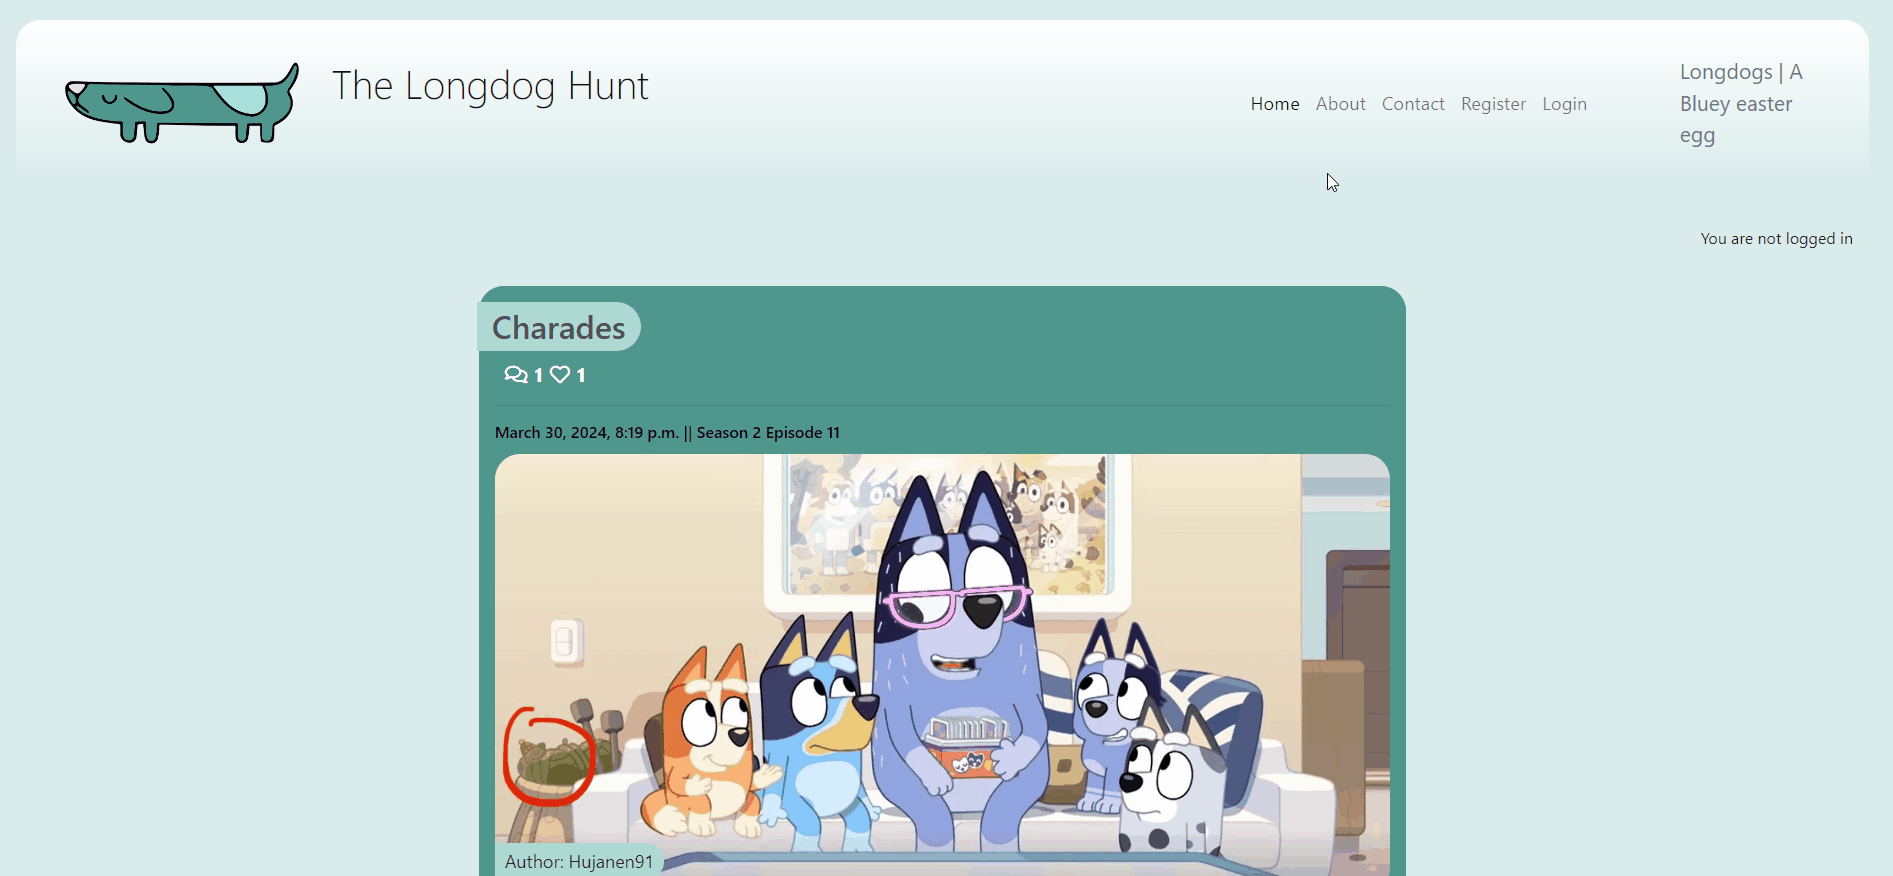 The Longdog Hunt
Home About Contact Register Login
Longdogs | A
Bluey easter
egg
You are not logged in
Charades
1 1
March 30, 2024, 8:19 p.m. || Season 2 Episode 11
Author: Hujanen91